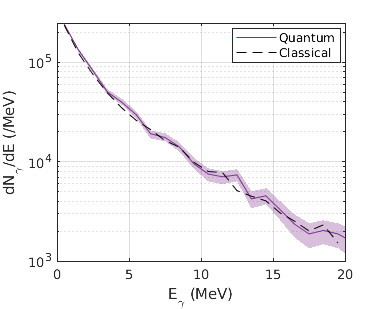 Quantum
Classical
10^5
10^4
10^3
dN_γ/dE (/MeV)
0 5 10 15 20
E_γ (MeV)